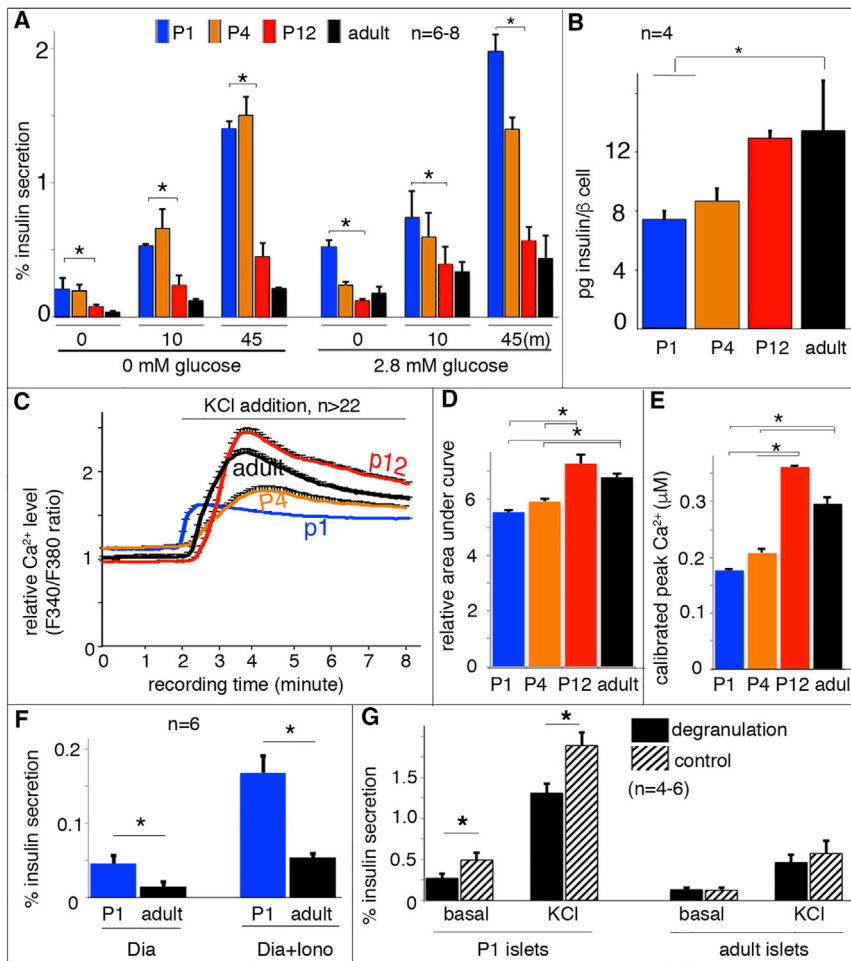 A P1 P4 P12 adult n=6-8
% insulin secretion
2
1
0
* * * * * *
0 10 45 0 10 45(m)
0 mM glucose 2.8 mM glucose
B n=4
*
pg insulin/β cell
12
8
4
0
P1 P4 P12 adult
C KCl addition, n>22
relative Ca²⁺ level
(F340/F380 ratio)
2
1
0
p12
adult
P4
p1
0 1 2 3 4 5 6 7 8
recording time (minute)
D
* *
relative area under curve
8
6
4
2
0
P1 P4 P12 adult
E
* *
calibrated peak Ca²⁺ (μM)
0.3
0.2
0.1
0
P1 P4 P12 adult
F n=6
* *
% insulin secretion
0.2
0.1
0.05
0
P1 adult P1 adult
Dia Dia+Iono
G degranulation
control
(n=4-6)
* *
% insulin secretion
1.5
1.0
0.5
0
basal KCl basal KCl
P1 islets adult islets